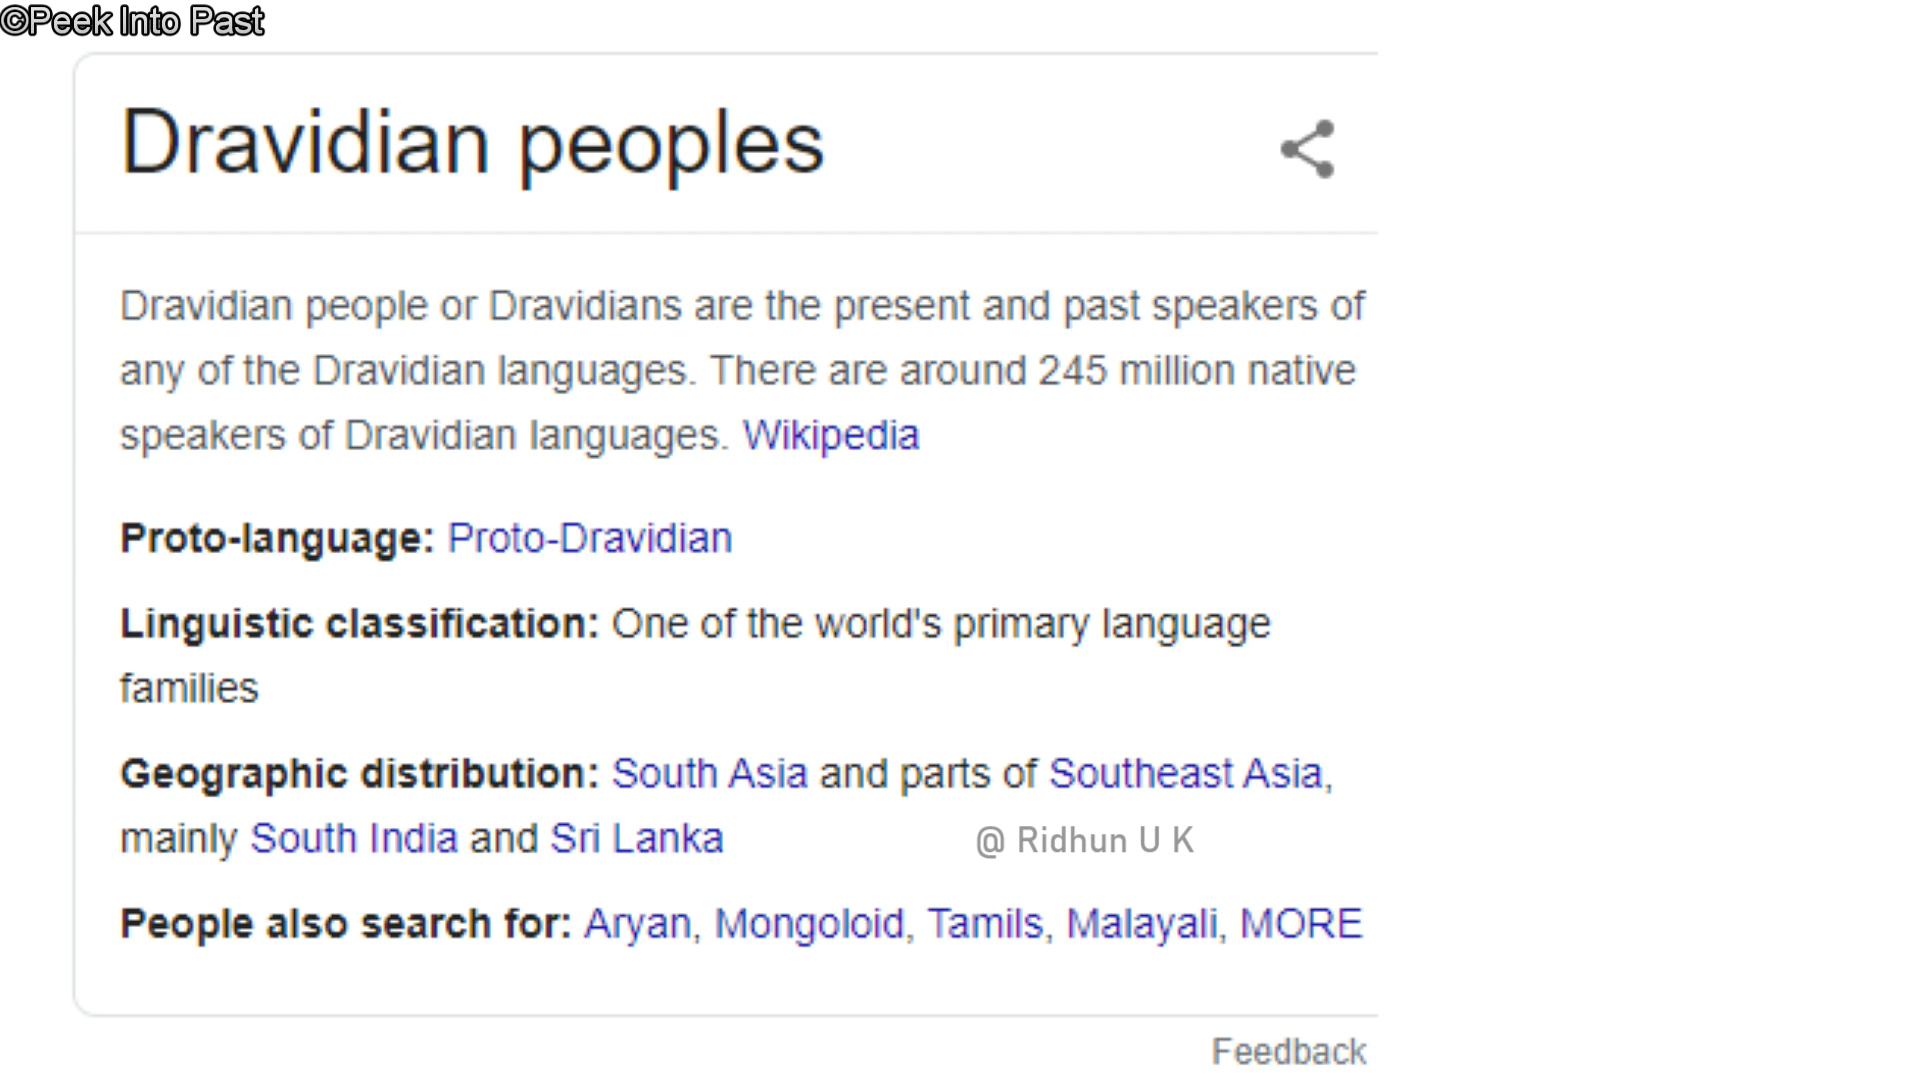 ©Peek Into Past
Dravidian peoples
Dravidian people or Dravidians are the present and past speakers of
any of the Dravidian languages. There are around 245 million native
speakers of Dravidian languages. Wikipedia
Proto-language: Proto-Dravidian
Linguistic classification: One of the world's primary language
families
Geographic distribution: South Asia and parts of Southeast Asia,
mainly South India and Sri Lanka
@ Ridhun U K
People also search for: Aryan, Mongoloid, Tamils, Malayali, MORE
Feedback